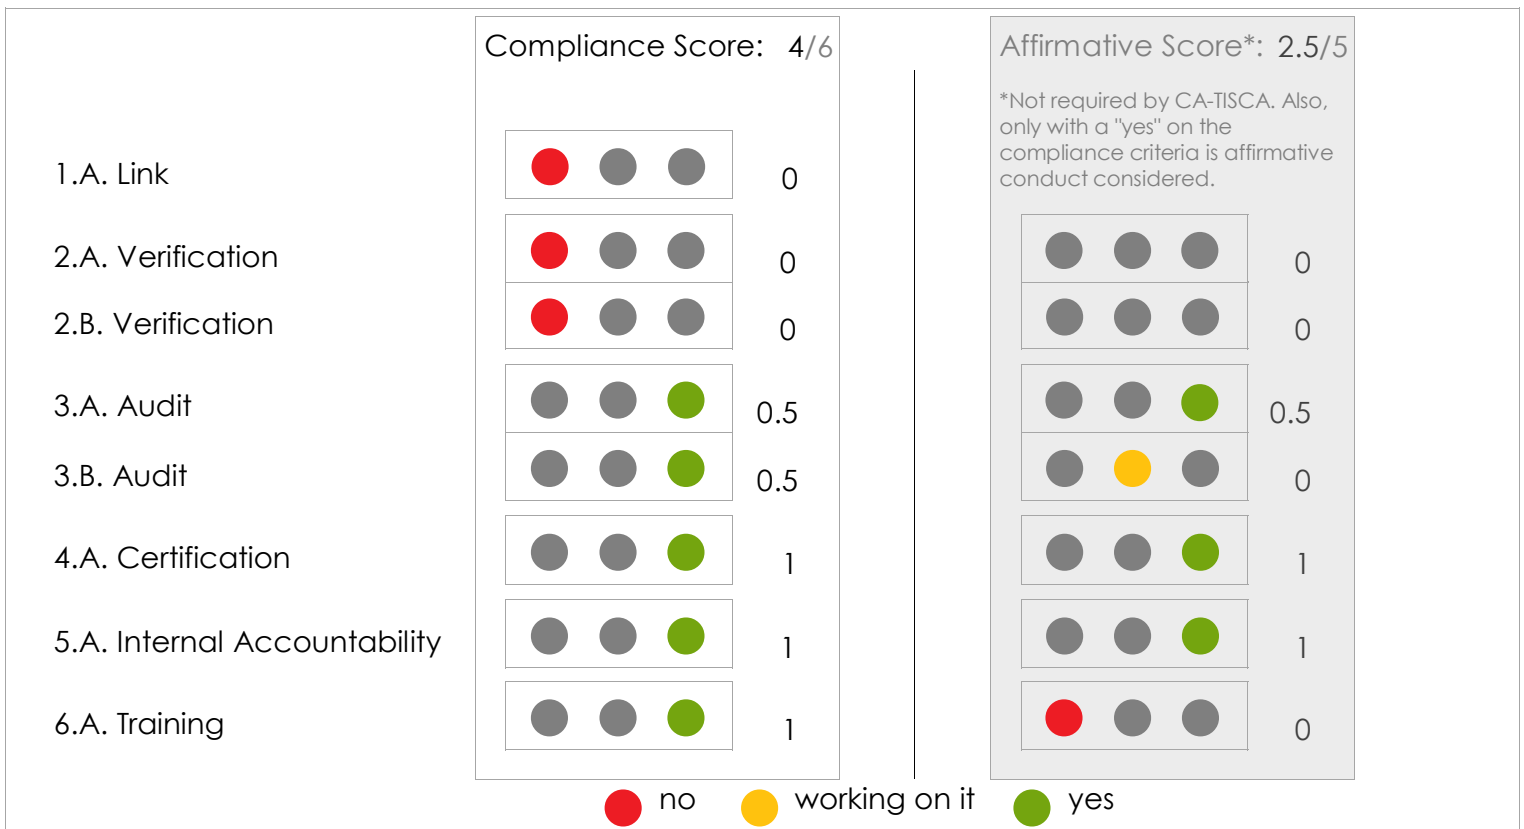 Compliance Score: 4/6
Affirmative Score*: 2.5/5
*Not required by CA-TISCA. Also,
only with a "yes" on the
compliance criteria is affirmative
conduct considered.
1.A. Link 0
2.A. Verification 0 0
2.B. Verification 0 0
3.A. Audit 0.5 0.5
3.B. Audit 0.5 0
4.A. Certification 1 1
5.A. Internal Accountability 1 1
6.A. Training 1 0
no working on it yes